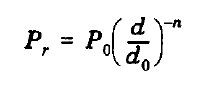 P_r = P_0(d/d_0)^{-n}